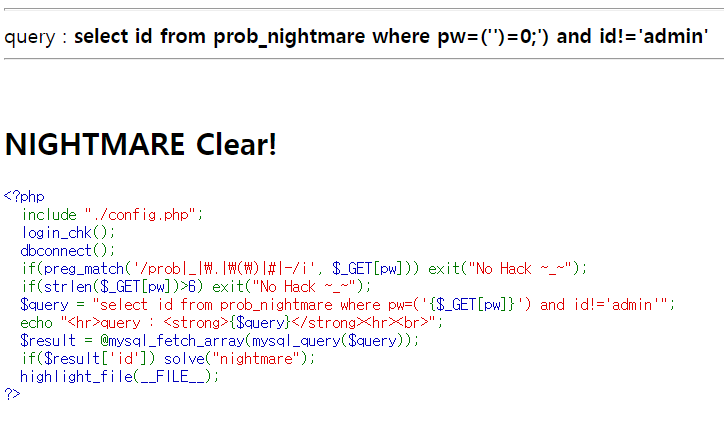 query : select id from prob_nightmare where pw=('')=0;') and id!='admin'
NIGHTMARE Clear!
<?php
include "./config.php";
login_chk();
dbconnect();
if(preg_match('/prob|_|₩.|₩(₩)|#|-/i', $_GET[pw])) exit("No Hack ~_~");
if(strlen($_GET[pw])>6) exit("No Hack ~_~");
$query = "select id from prob_nightmare where pw=('{$_GET[pw]}') and id!='admin'";
echo "<hr>query : <strong>{$query}</strong><hr><br>";
$result = @mysql_fetch_array(mysql_query($query));
if($result['id']) solve("nightmare");
highlight_file(__FILE__);
?>